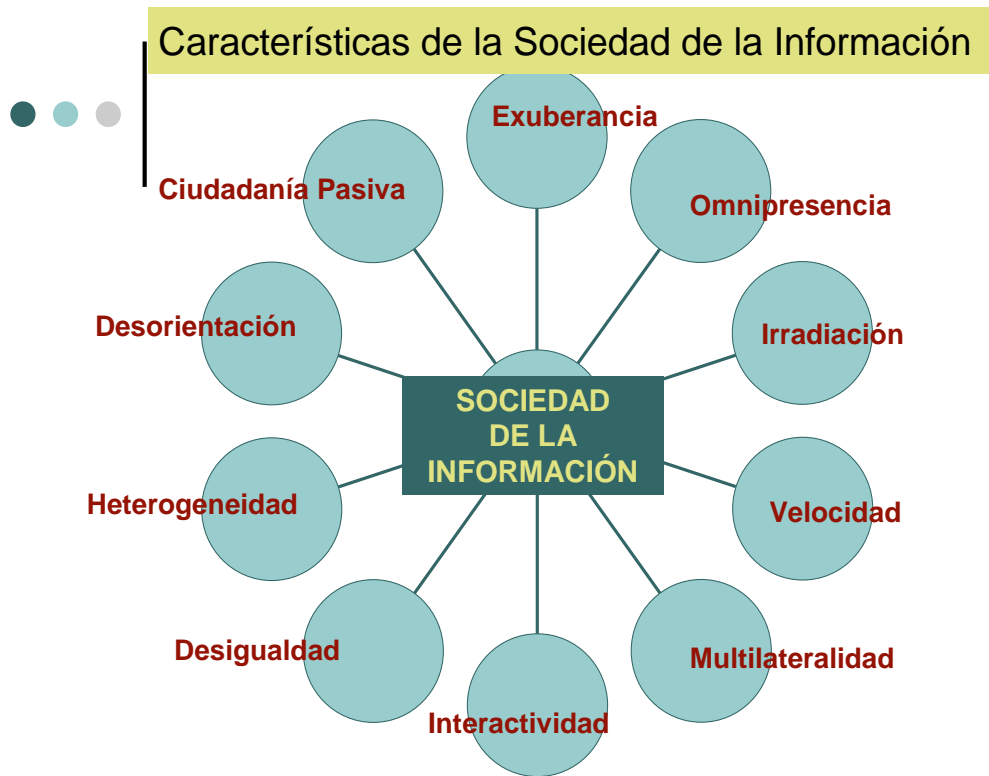 Características de la Sociedad de la Información
Exuberancia
Ciudadanía Pasiva
Omnipresencia
Desorientación
Irradiación
SOCIEDAD
DE LA
INFORMACIÓN
Heterogeneidad
Velocidad
Desigualdad
Multilateralidad
Interactividad